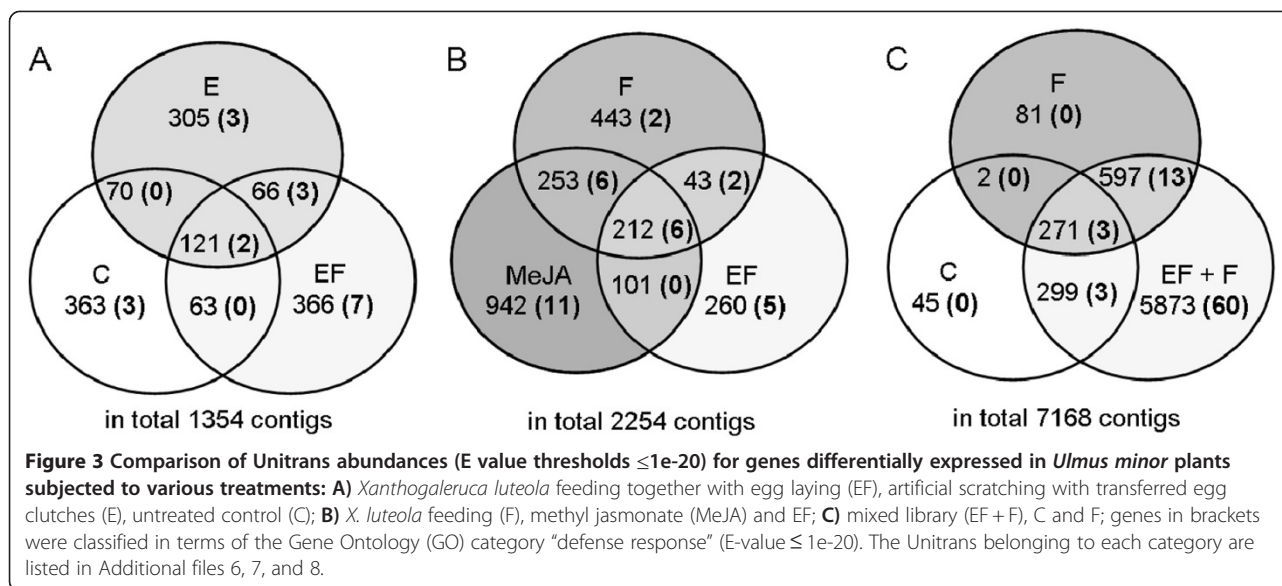 A
E
305 (3)
70 (0)
66 (3)
121 (2)
C
363 (3)
63 (0)
EF
366 (7)
in total 1354 contigs
B
F
443 (2)
253 (6)
43 (2)
212 (6)
MeJA
942 (11)
101 (0)
EF
260 (5)
in total 2254 contigs
C
F
81 (0)
2 (0)
597 (13)
271 (3)
C
45 (0)
299 (3)
EF + F
5873 (60)
in total 7168 contigs
Figure 3 Comparison of Unitrans abundances (E value thresholds ≤1e-20) for genes differentially expressed in Ulmus minor plants
subjected to various treatments: A) Xanthogaleruca luteola feeding together with egg laying (EF), artificial scratching with transferred egg
clutches (E), untreated control (C); B) X. luteola feeding (F), methyl jasmonate (MeJA) and EF; C) mixed library (EF + F), C and F; genes in brackets
were classified in terms of the Gene Ontology (GO) category “defense response” (E-value ≤ 1e-20). The Unitrans belonging to each category are
listed in Additional files 6, 7, and 8.